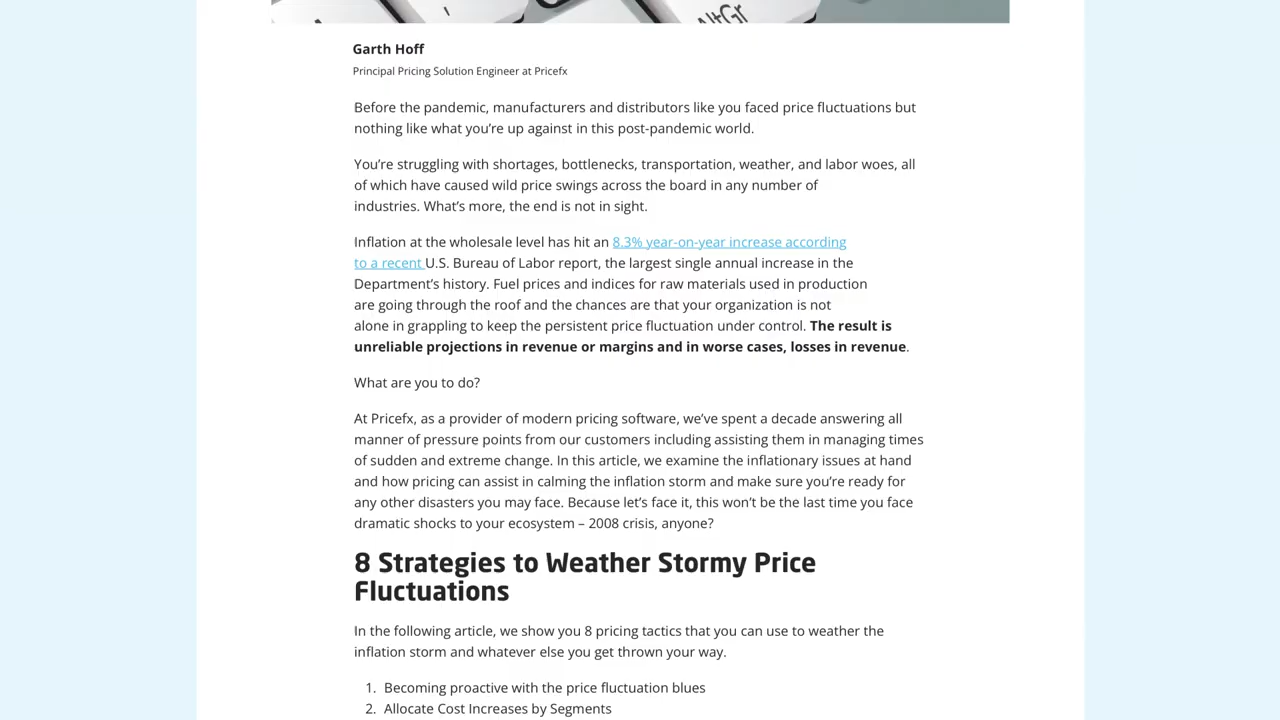 AltGr
Garth Hoff
Principal Pricing Solution Engineer at Pricefx
Before the pandemic, manufacturers and distributors like you faced price fluctuations but
nothing like what you’re up against in this post-pandemic world.
You’re struggling with shortages, bottlenecks, transportation, weather, and labor woes, all
of which have caused wild price swings across the board in any number of
industries. What’s more, the end is not in sight.
Inflation at the wholesale level has hit an 8.3% year-on-year increase according
to a recent U.S. Bureau of Labor report, the largest single annual increase in the
Department’s history. Fuel prices and indices for raw materials used in production
are going through the roof and the chances are that your organization is not
alone in grappling to keep the persistent price fluctuation under control. The result is
unreliable projections in revenue or margins and in worse cases, losses in revenue.
What are you to do?
At Pricefx, as a provider of modern pricing software, we’ve spent a decade answering all
manner of pressure points from our customers including assisting them in managing times
of sudden and extreme change. In this article, we examine the inflationary issues at hand
and how pricing can assist in calming the inflation storm and make sure you’re ready for
any other disasters you may face. Because let’s face it, this won’t be the last time you face
dramatic shocks to your ecosystem – 2008 crisis, anyone?
8 Strategies to Weather Stormy Price
Fluctuations
In the following article, we show you 8 pricing tactics that you can use to weather the
inflation storm and whatever else you get thrown your way.
1. Becoming proactive with the price fluctuation blues
2. Allocate Cost Increases by Segments